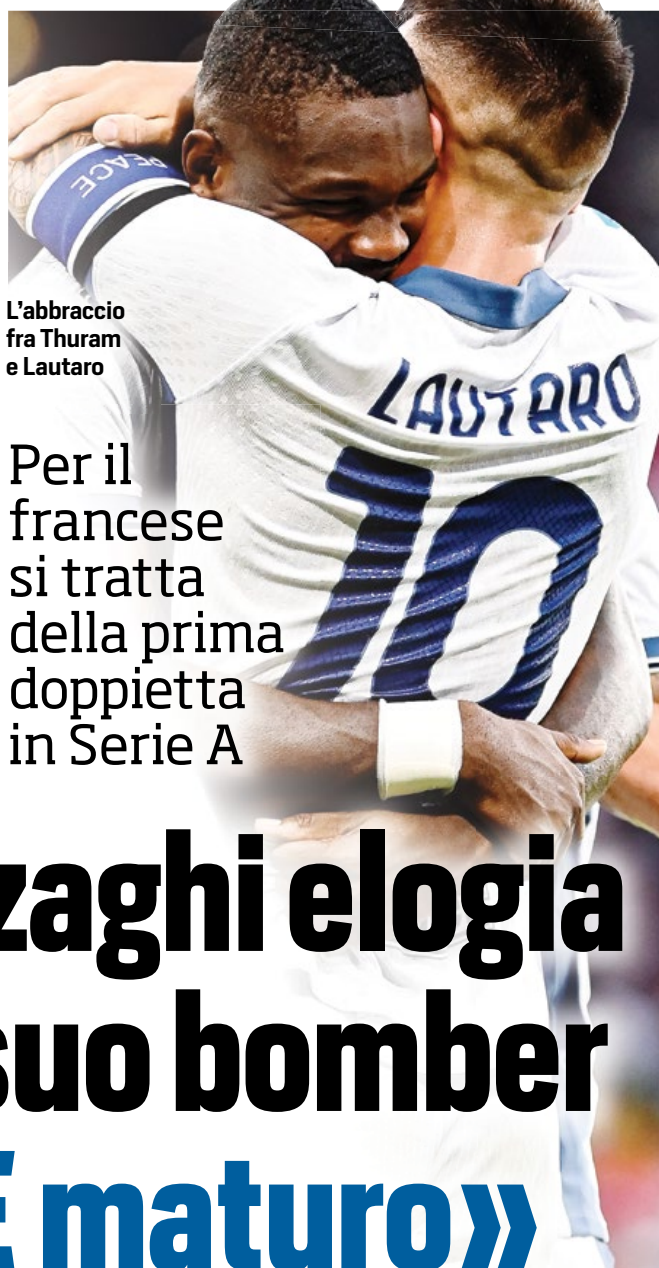 PEACE
L'abbraccio
fra Thuram
e Lautaro
LAUTARO
10
Per il
francese
si tratta
della prima
doppietta
in Serie A
zaghi elogia
suo bomber
E maturo»